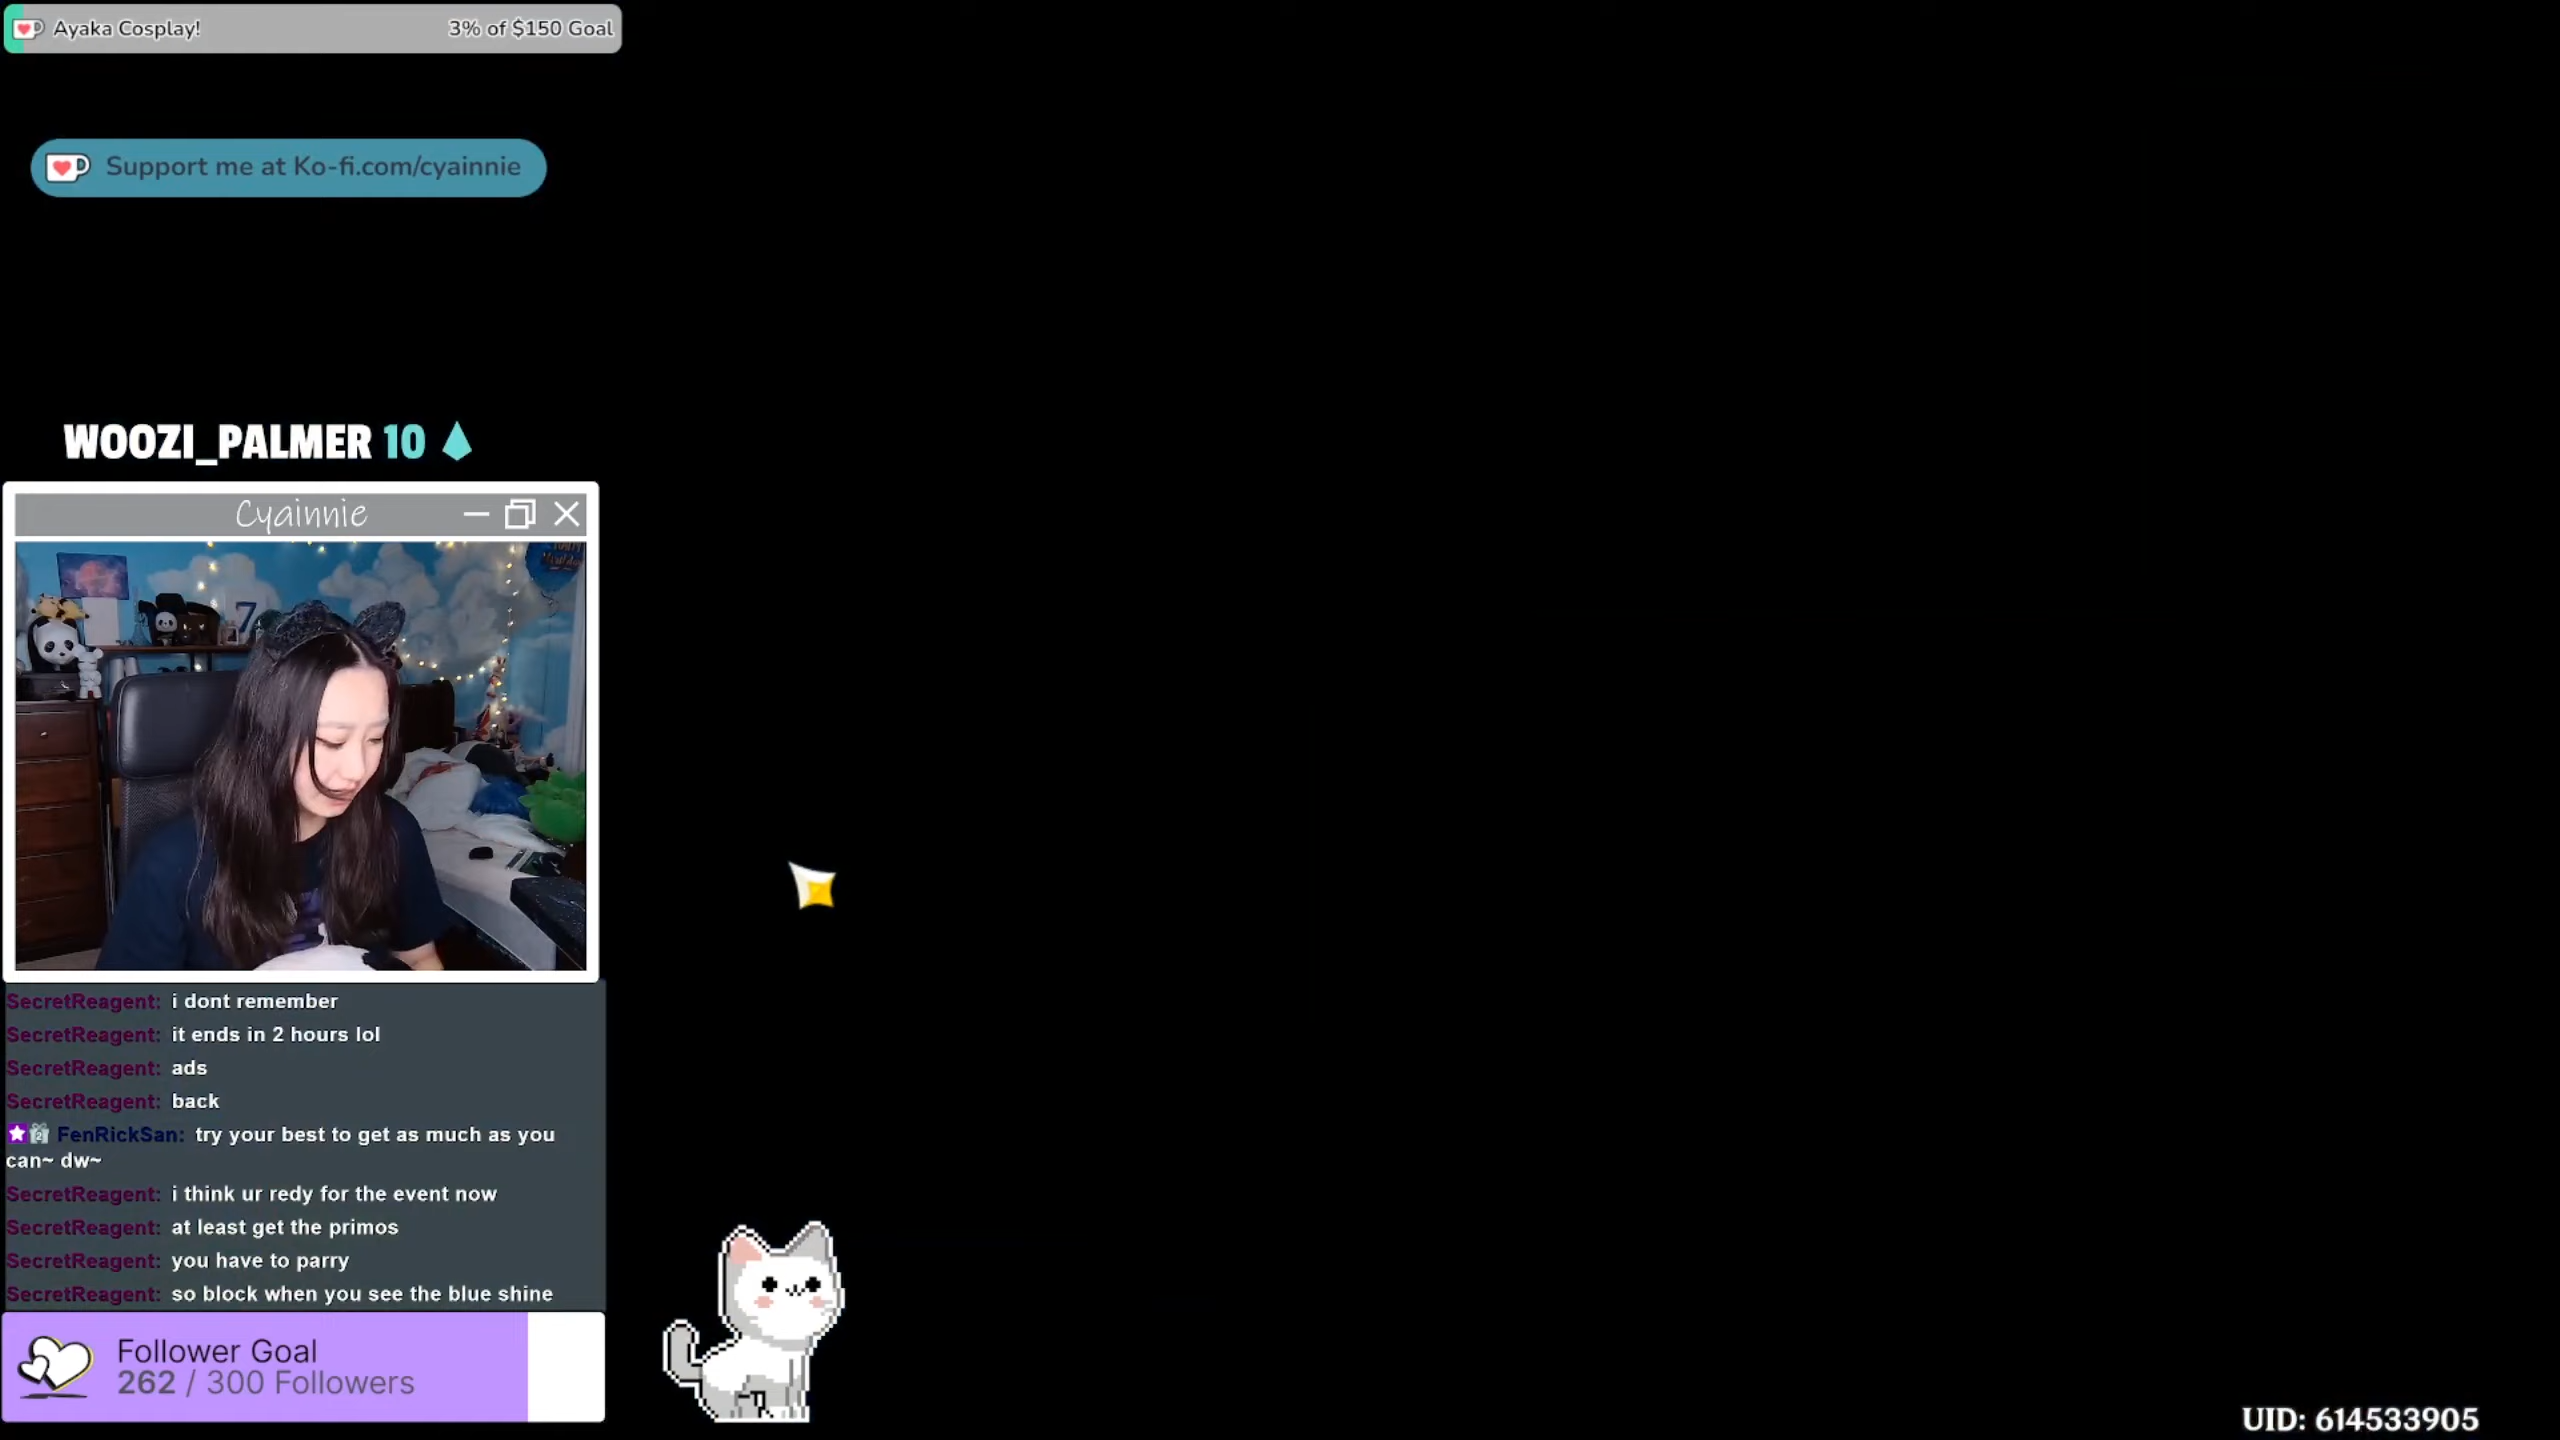 Ayaka Cosplay! 3% of $150 Goal
Support me at Ko-fi.com/cyainnie
WOOZI_PALMER 10
Cyainnie
7
SecretReagent: i dont remember
SecretReagent: it ends in 2 hours lol
SecretReagent: ads
SecretReagent: back
2 FenRickSan: try your best to get as much as you
can~ dw~
SecretReagent: i think ur redy for the event now
SecretReagent: at least get the primos
SecretReagent: you have to parry
SecretReagent: so block when you see the blue shine
Follower Goal
262 / 300 Followers
UID: 614533905